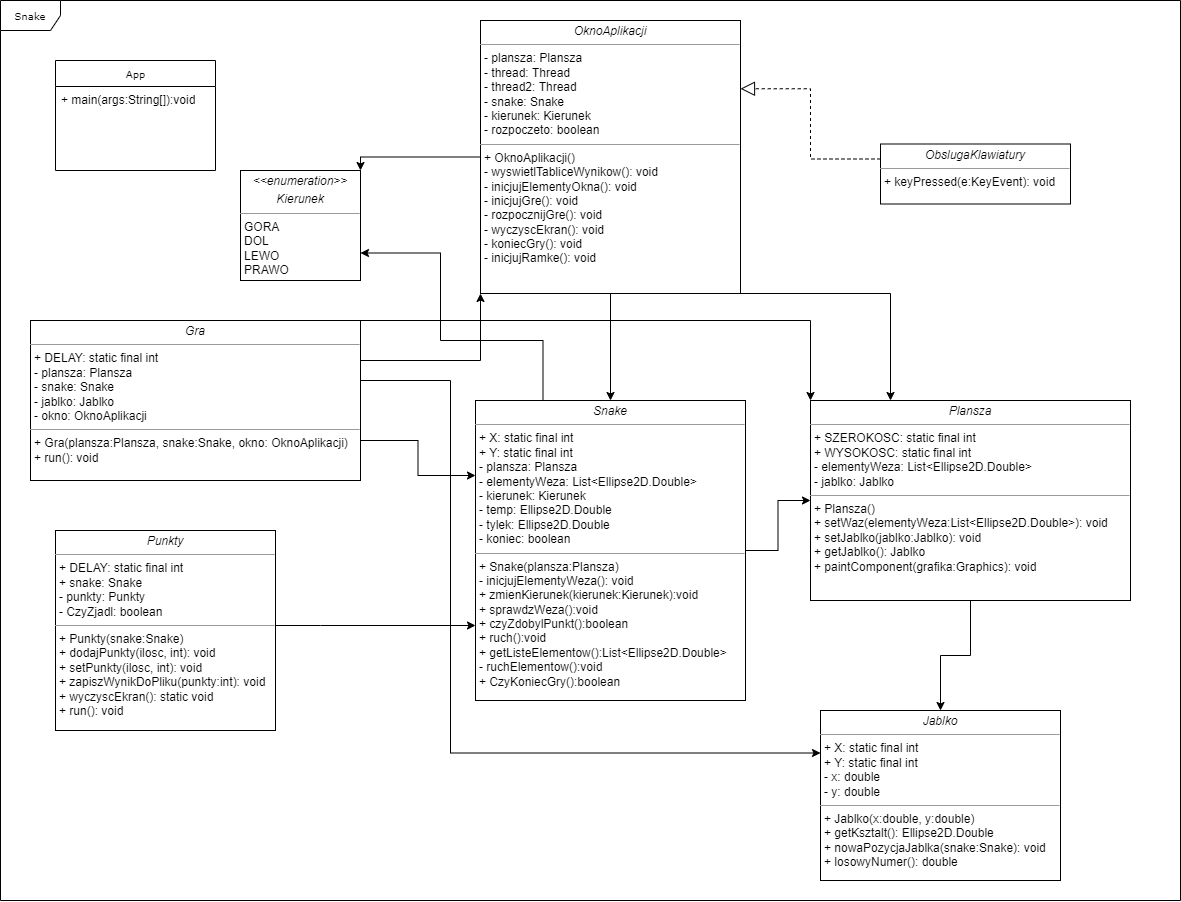 Snake
App
+ main(args:String[]):void
OknoAplikacji
- plansza: Plansza
- thread: Thread
- thread2: Thread
- snake: Snake
- kierunek: Kierunek
- rozpoczeto: boolean
+ OknoAplikacji()
- wyswietlTabliceWynikow(): void
- inicjujElementyOkna(): void
- inicjujGre(): void
- rozpocznijGre(): void
- wyczyscEkran(): void
- koniecGry(): void
- inicjujRamke(): void
ObslugaKlawiatury
+ keyPressed(e:KeyEvent): void
<<enumeration>>
Kierunek
GORA
DOL
LEWO
PRAWO
Gra
+ DELAY: static final int
- plansza: Plansza
- snake: Snake
- jablko: Jablko
- okno: OknoAplikacji
+ Gra(plansza:Plansza, snake:Snake, okno: OknoAplikacji)
+ run(): void
Snake
+ X: static final int
+ Y: static final int
- plansza: Plansza
- elementyWeza: List<Ellipse2D.Double>
- kierunek: Kierunek
- temp: Ellipse2D.Double
- tylek: Ellipse2D.Double
- koniec: boolean
+ Snake(plansza:Plansza)
- inicjujElementyWeza(): void
+ zmienKierunek(kierunek:Kierunek):void
+ sprawdzWeza():void
+ czyZdobylPunkt():boolean
+ ruch():void
+ getListeElementow():List<Ellipse2D.Double>
- ruchElementow():void
+ CzyKoniecGry():boolean
Plansza
+ SZEROKOSC: static final int
+ WYSOKOSC: static final int
- elementyWeza: List<Ellipse2D.Double>
- jablko: Jablko
+ Plansza()
+ setWaz(elementyWeza:List<Ellipse2D.Double>): void
+ setJablko(jablko:Jablko): void
+ getJablko(): Jablko
+ paintComponent(grafika:Graphics): void
Punkty
+ DELAY: static final int
+ snake: Snake
- punkty: Punkty
- CzyZjadl: boolean
+ Punkty(snake:Snake)
+ dodajPunkty(ilosc, int): void
+ setPunkty(ilosc, int): void
+ zapiszWynikDoPliku(punkty:int): void
+ wyczyscEkran(): static void
+ run(): void
Jablko
+ X: static final int
+ Y: static final int
- x: double
- y: double
+ Jablko(x:double, y:double)
+ getKsztalt(): Ellipse2D.Double
+ nowaPozycjaJablka(snake:Snake): void
+ losowyNumer(): double